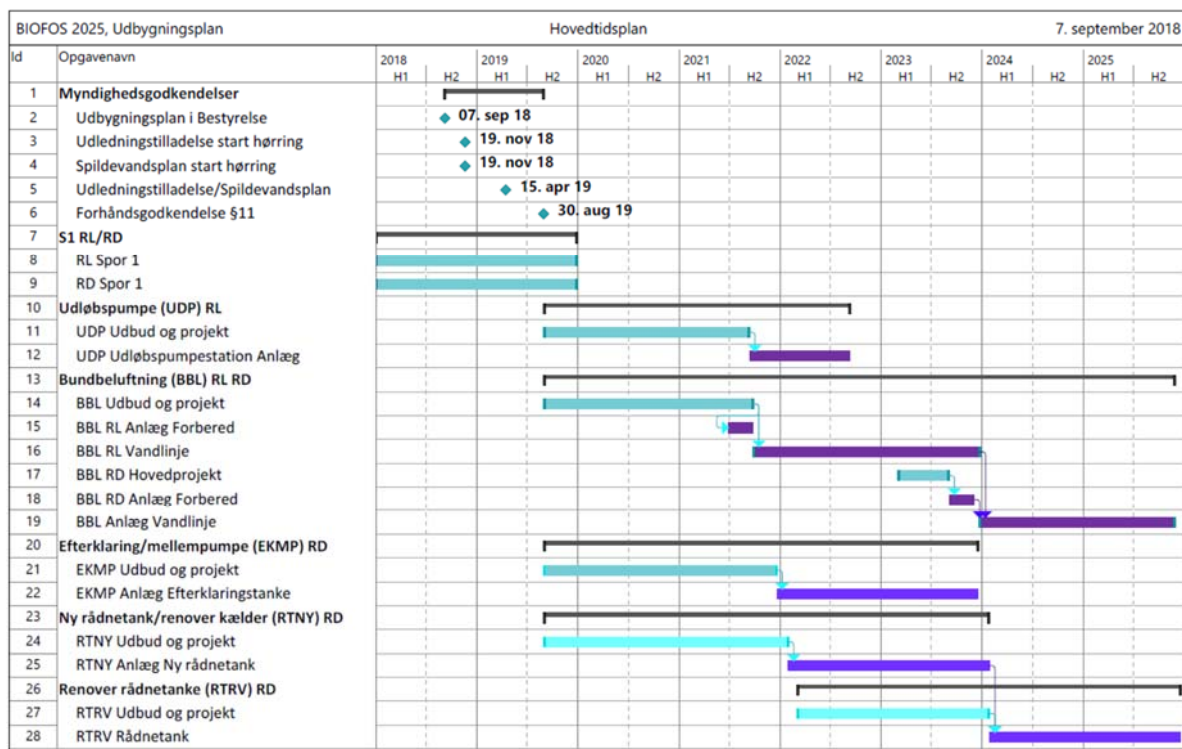 BIOFOS 2025, Udbygningsplan Hovedtidsplan 7. september 2018
Id Opgavenavn 2018 2019 2020 2021 2022 2023 2024 2025
H1 H2 H1 H2 H1 H2 H1 H2 H1 H2 H1 H2 H1 H2 H1 H2
1 Myndighedsgodkendelser
2 Udbygningsplan i Bestyrelse 07. sep 18
3 Udledningstilladelse start hørring 19. nov 18
4 Spildevandsplan start hørring 19. nov 18
5 Udledningstilladelse/Spildevandsplan 15. apr 19
6 Forhåndsgodkendelse §11 30. aug 19
7 S1 RL/RD
8 RL Spor 1
9 RD Spor 1
10 Udløbspumpe (UDP) RL
11 UDP Udbud og projekt
12 UDP Udløbspumpestation Anlæg
13 Bundbeluftning (BBL) RL RD
14 BBL Udbud og projekt
15 BBL RL Anlæg Forbered
16 BBL RL Vandlinje
17 BBL RD Hovedprojekt
18 BBL RD Anlæg Forbered
19 BBL Anlæg Vandlinje
20 Efterklaring/mellempumpe (EKMP) RD
21 EKMP Udbud og projekt
22 EKMP Anlæg Efterklaringstanke
23 Ny rådnetank/renover kælder (RTNY) RD
24 RTNY Udbud og projekt
25 RTNY Anlæg Ny rådnetank
26 Renover rådnetanke (RTRV) RD
27 RTRV Udbud og projekt
28 RTRV Rådnetank